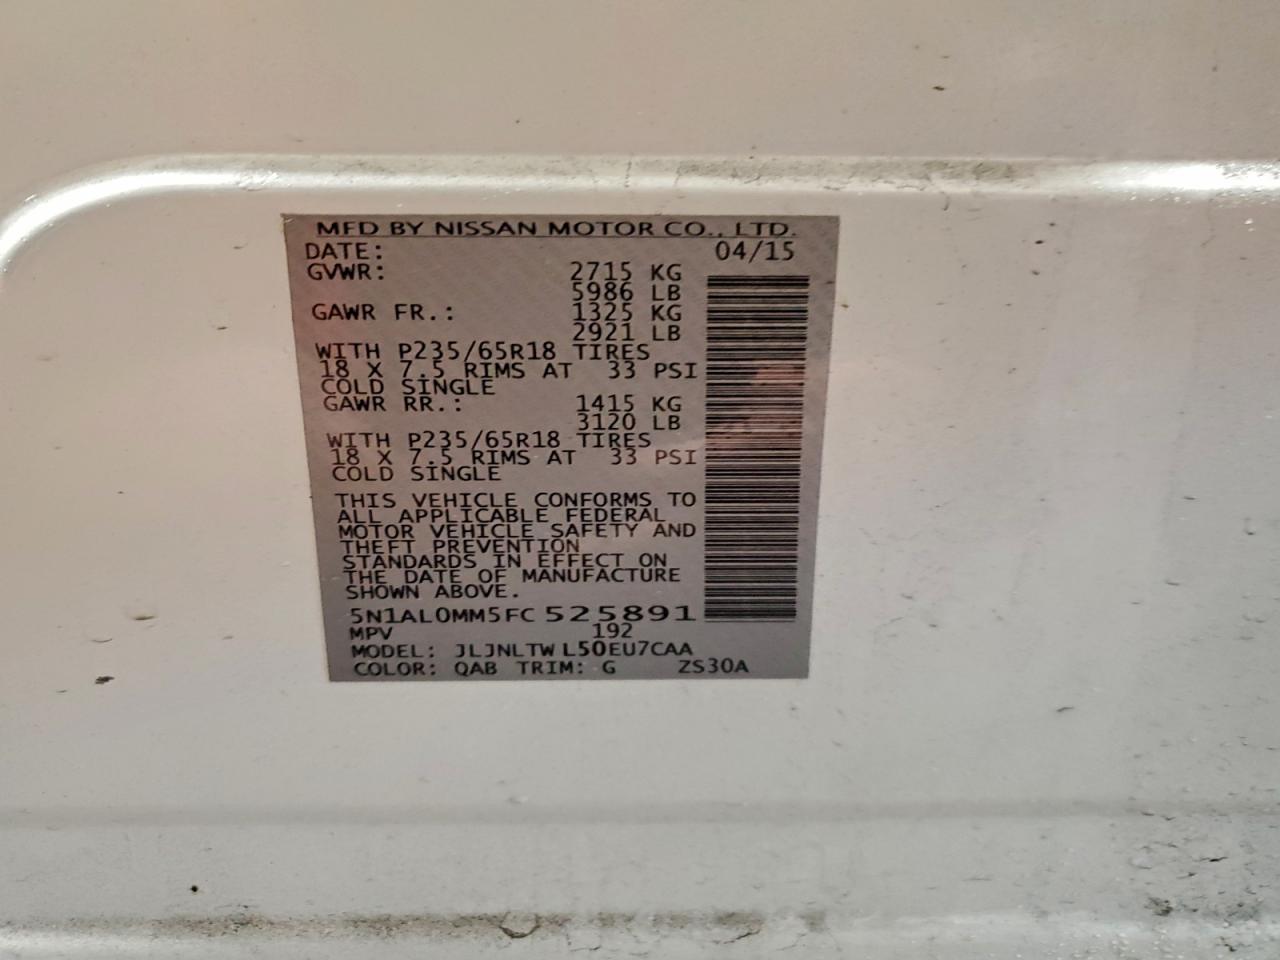 MFD BY NISSAN MOTOR CO., LTD.
DATE: 04/15
GVWR: 2715 KG
5986 LB
GAWR FR.: 1325 KG
2921 LB
WITH P235/65R18 TIRES
18 X 7.5 RIMS AT 33 PSI
COLD SINGLE
GAWR RR.: 1415 KG
3120 LB
WITH P235/65R18 TIRES
18 X 7.5 RIMS AT 33 PSI
COLD SINGLE
THIS VEHICLE CONFORMS TO
ALL APPLICABLE FEDERAL
MOTOR VEHICLE SAFETY AND
THEFT PREVENTION
STANDARDS IN EFFECT ON
THE DATE OF MANUFACTURE
SHOWN ABOVE.
5N1AL0MM5FC 525891
MPV 192
MODEL: JLJNLTW L50EU7CAA
COLOR: QAB TRIM: G ZS30A